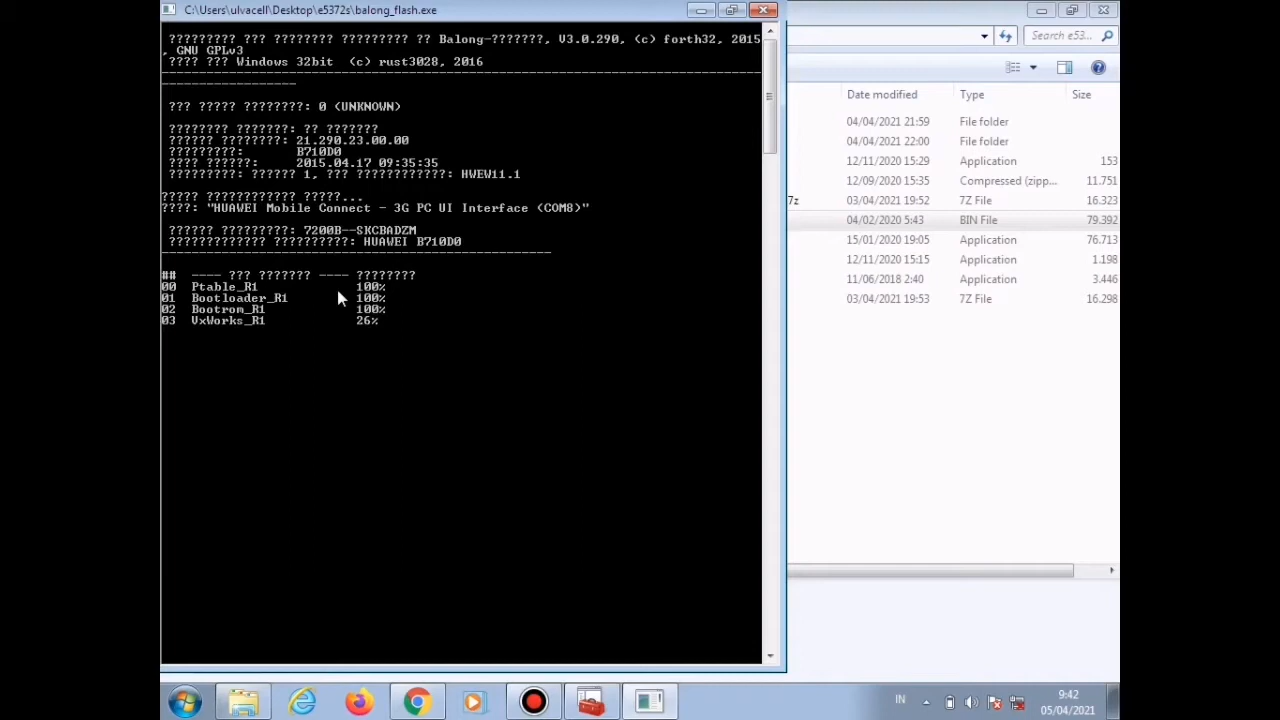 C:\Users\ulvacell\Desktop\e5372s\balong_flash.exe
????????? ??? ???????? ????????? ?? Balong-???????, V3.0.290, (c) forth32, 2015
, GNU GPLv3
???? ??? Windows 32bit  (c) rust3028, 2016
??? ????? ????????: 0 (UNKNOWN)
???????? ???????: ?? ???????
?????? ????????: 21.290.23.00.00
?????????: B710D0
???? ??????: 2015.04.17 09:35:35
?????????: ?????? 1, ??? ????????????: HWEW11.1
????? ???????????? ?????...
????: "HUAWEI Mobile Connect - 3G PC UI Interface (COM8)"
?????? ?????????: 7200B--SKCBADZM
????????????? ??????????: HUAWEI B710D0
## ---- ??? ??????? ---- ????????
00 Ptable_R1 100%
01 Bootloader_R1 100%
02 Bootrom_R1 100%
03 VxWorks_R1 26%
Search e53...
Date modified Type Size
04/04/2021 21:59 File folder
04/04/2021 22:00 File folder
12/11/2020 15:29 Application 153
12/09/2020 15:35 Compressed (zipp... 11.751
7z 03/04/2021 19:52 7Z File 16.323
04/02/2020 5:43 BIN File 79.392
15/01/2020 19:05 Application 76.713
12/11/2020 15:15 Application 1.198
11/06/2018 2:40 Application 3.446
03/04/2021 19:53 7Z File 16.298
IN
9:42
05/04/2021